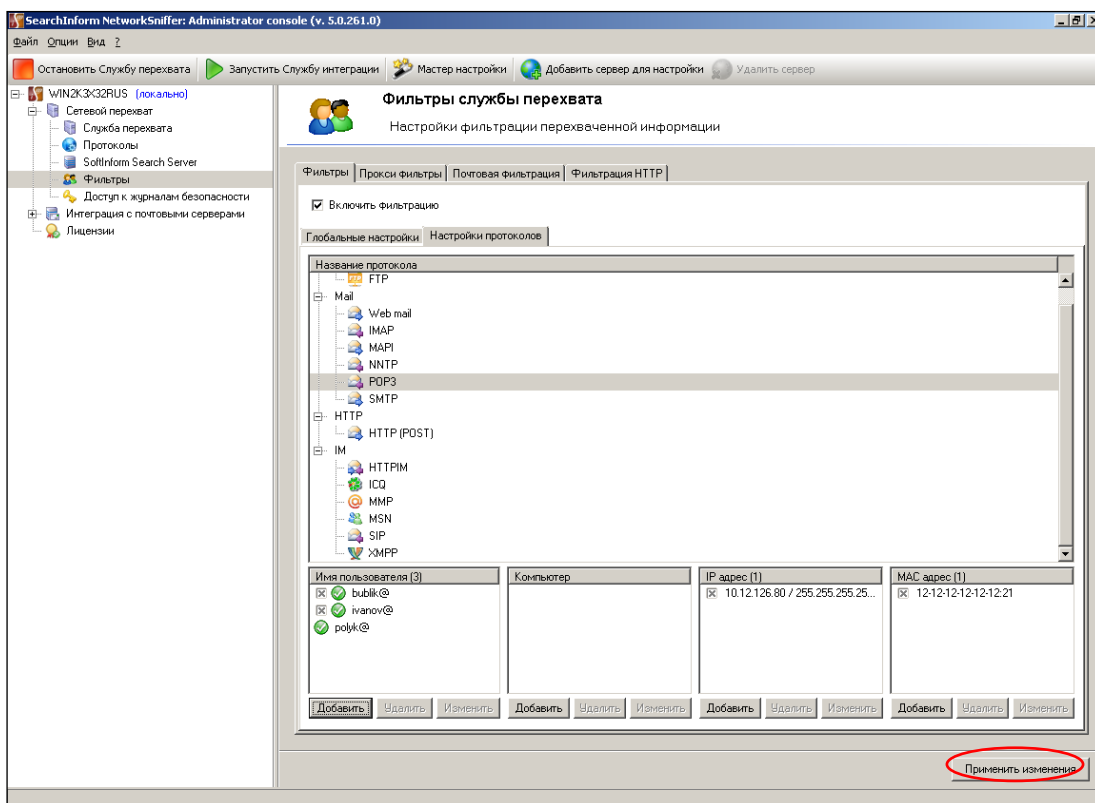 SearchInform NetworkSniffer: Administrator console (v. 5.0.261.0)
Файл Опции Вид ?
Остановить Службу перехвата Запустить Службу интеграции Мастер настройки Добавить сервер для настройки Удалить сервер
WIN2K3X32RUS (локально)
Сетевой перехват
Служба перехвата
Протоколы
SoftInform Search Server
Фильтры
Доступ к журналам безопасности
Интеграция с почтовыми серверами
Лицензии
Фильтры службы перехвата
Настройки фильтрации перехваченной информации
Фильтры Прокси фильтры Почтовая фильтрация Фильтрация HTTP
Включить фильтрацию
Глобальные настройки Настройки протоколов
Название протокола
FTP
Mail
Web mail
IMAP
MAPI
NNTP
POP3
SMTP
HTTP
HTTP (POST)
IM
HTTPIM
ICQ
MMP
MSN
SIP
XMPP
Имя пользователя (3) Компьютер IP адрес (1) MAC адрес (1)
bublik@ 10.12.126.80 / 255.255.255.25... 12-12-12-12-12-12:21
ivanov@
polyk@
Добавить Удалить Изменить Добавить Удалить Изменить Добавить Удалить Изменить Добавить Удалить Изменить
Применить изменения